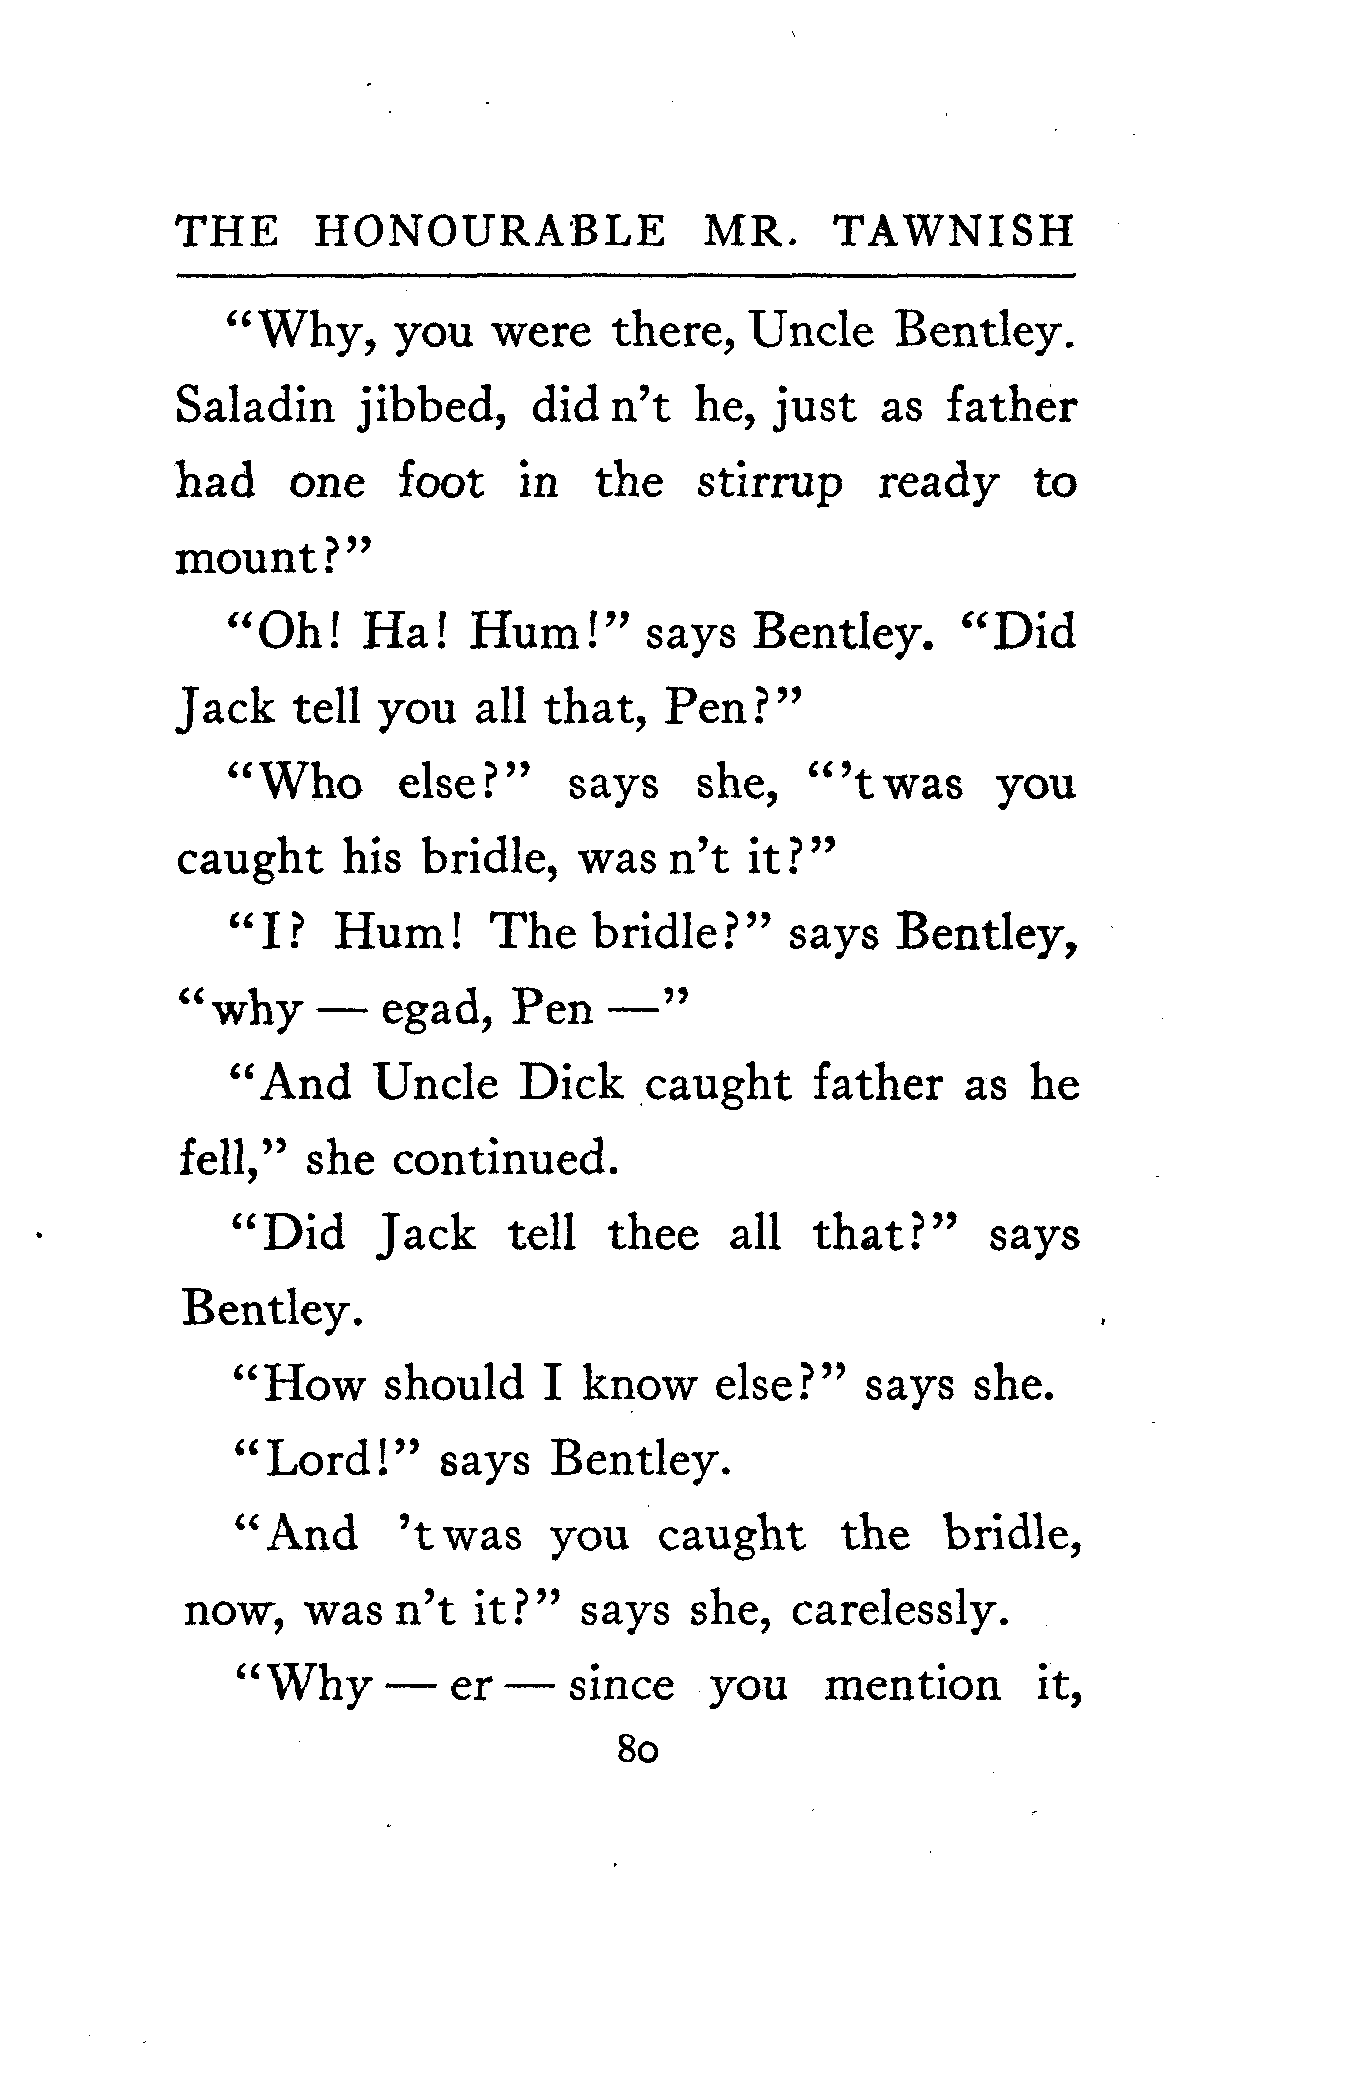 THE HONOURABLE MR. TAWNISH
“Why, you were there, Uncle Bentley.
Saladin jibbed, did n’t he, just as father
had one foot in the stirrup ready to
mount?”
“Oh! Ha! Hum!” says Bentley. “Did
Jack tell you all that, Pen?”
“Who else?” says she, “’t was you
caught his bridle, was n’t it?”
“I? Hum! The bridle?” says Bentley,
“why — egad, Pen —”
“And Uncle Dick caught father as he
fell,” she continued.
“Did Jack tell thee all that?” says
Bentley.
“How should I know else?” says she.
“Lord!” says Bentley.
“And ’t was you caught the bridle,
now, was n’t it?” says she, carelessly.
“Why — er — since you mention it,
80